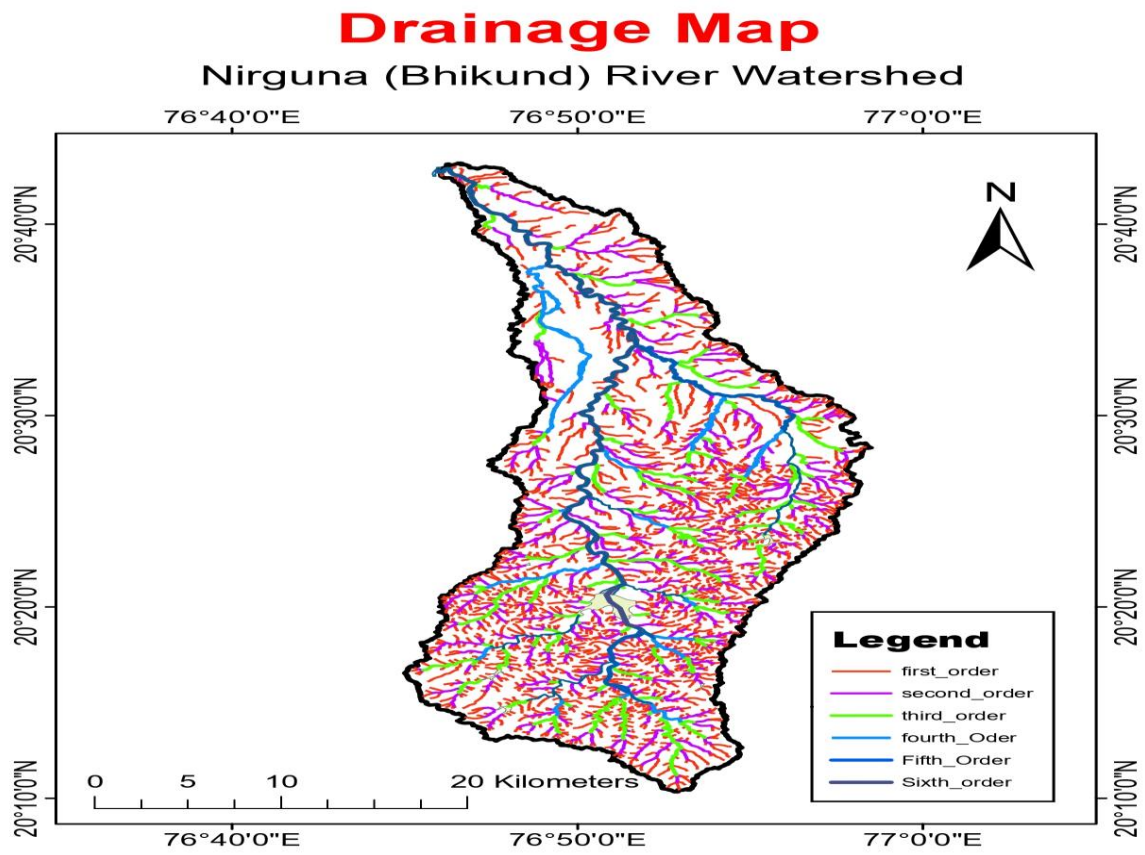 Drainage Map
Nirguna (Bhikund) River Watershed
76°40'0"E 76°50'0"E 77°0'0"E
20°40'0"N 20°40'0"N
N
20°30'0"N 20°30'0"N
20°20'0"N 20°20'0"N
Legend
first_order
second_order
third_order
fourth_Oder
Fifth_Order
Sixth_order
0 5 10 20 Kilometers
20°10'0"N 20°10'0"N
76°40'0"E 76°50'0"E 77°0'0"E